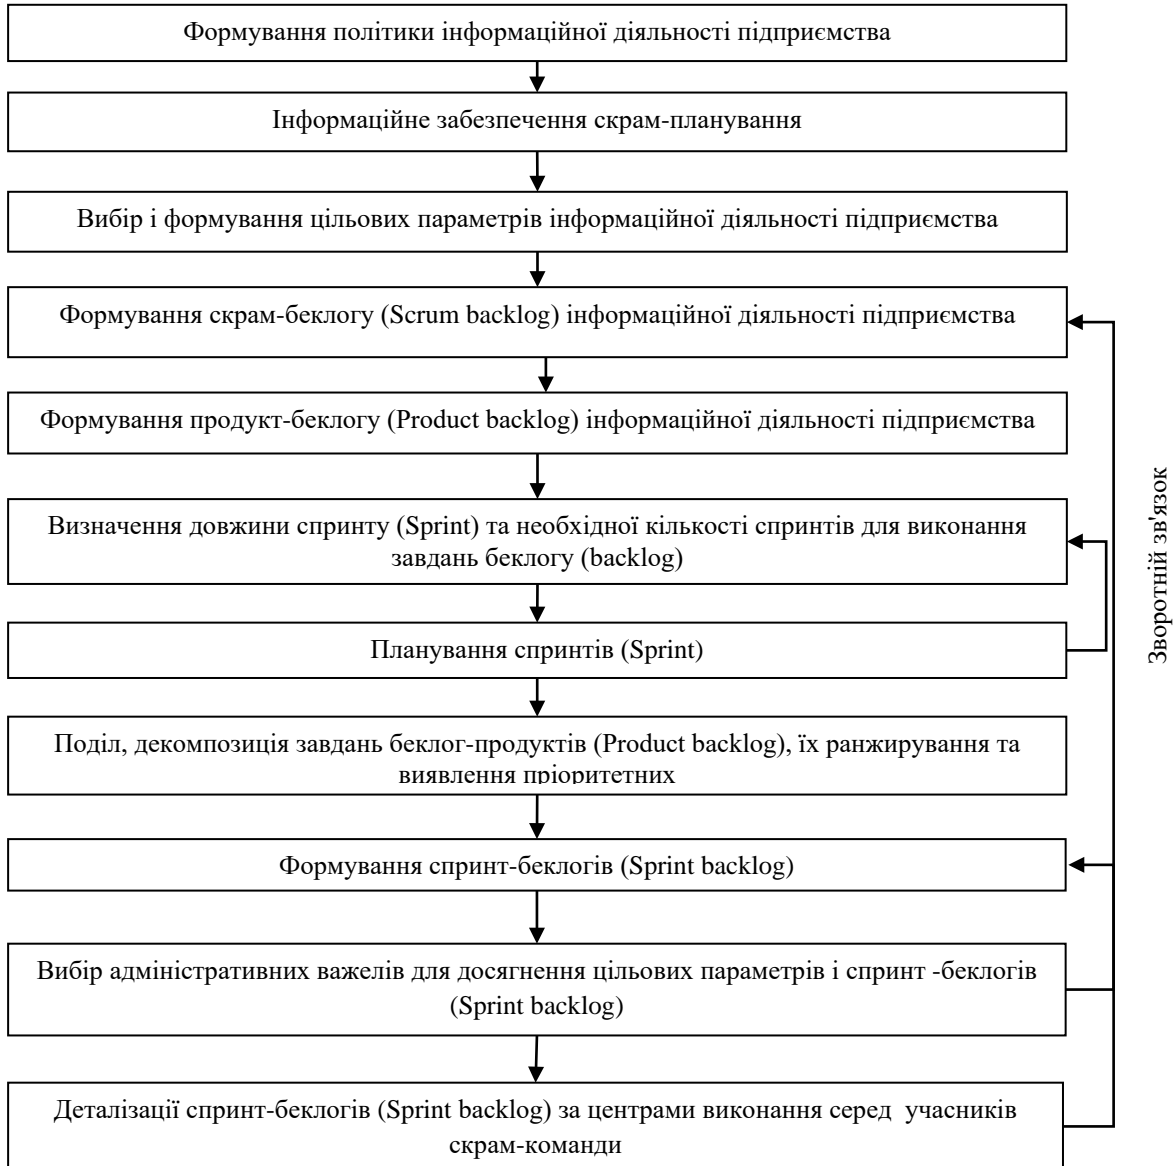 Формування політики інформаційної діяльності підприємства
Інформаційне забезпечення скрам-планування
Вибір і формування цільових параметрів інформаційної діяльності підприємства
Формування скрам-беклогу (Scrum backlog) інформаційної діяльності підприємства
Формування продукт-беклогу (Product backlog) інформаційної діяльності підприємства
Визначення довжини спринту (Sprint) та необхідної кількості спринтів для виконання
завдань беклогу (backlog)
Планування спринтів (Sprint)
Поділ, декомпозиція завдань беклог-продуктів (Product backlog), їх ранжирування та
виявлення пріоритетних
Формування спринт-беклогів (Sprint backlog)
Вибір адміністративних важелів для досягнення цільових параметрів і спринт -беклогів
(Sprint backlog)
Деталізації спринт-беклогів (Sprint backlog) за центрами виконання серед учасників
скрам-команди
Зворотній зв'язок